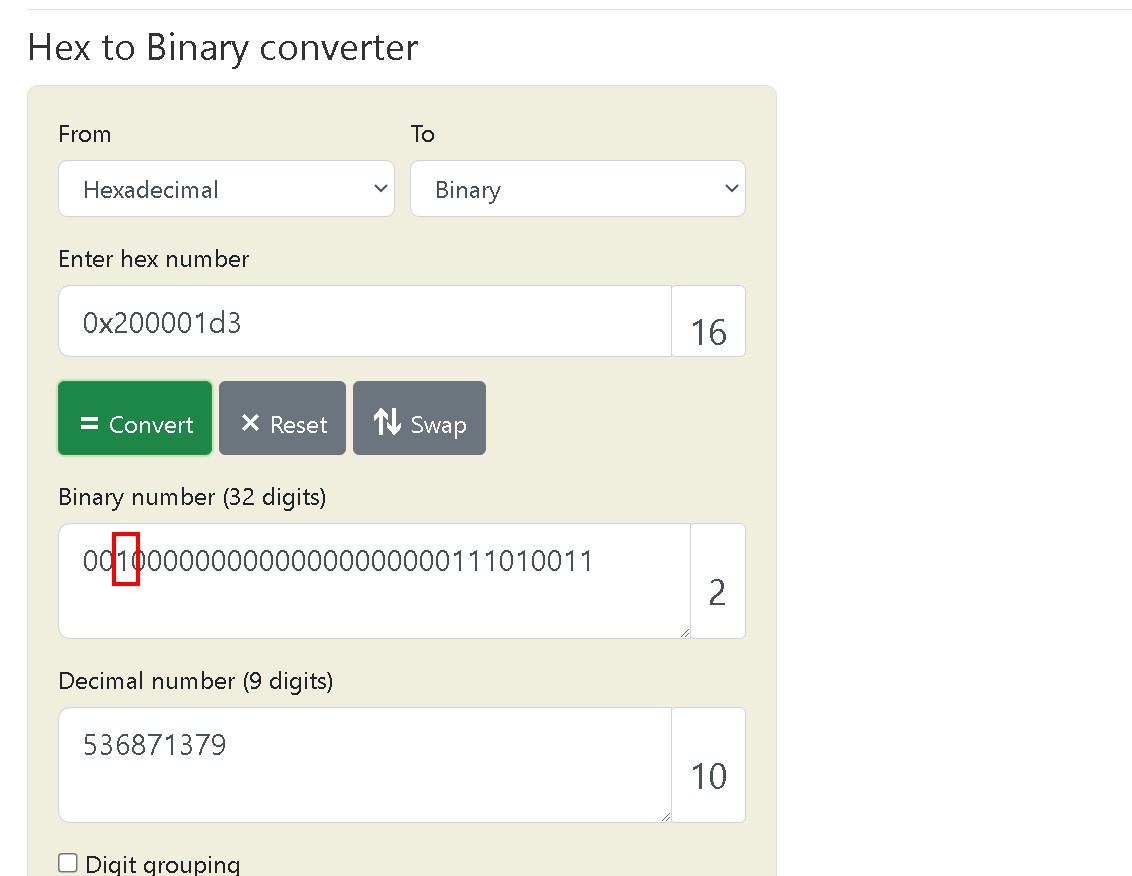 Hex to Binary converter
From To
Hexadecimal Binary
Enter hex number
0x200001d3 16
= Convert × Reset Swap
Binary number (32 digits)
00100000000000000000000111010011 2
Decimal number (9 digits)
536871379 10
Digit grouping